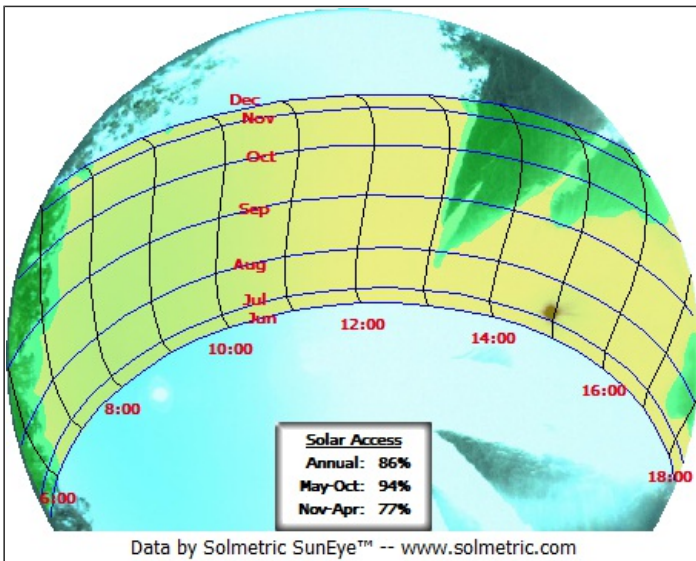 Dec
Nov
Oct
Sep
Aug
Jul
Jun
6:00
8:00
10:00
12:00
14:00
16:00
18:00
Solar Access
Annual: 86%
May-Oct: 94%
Nov-Apr: 77%
Data by Solmetric SunEye™ -- www.solmetric.com